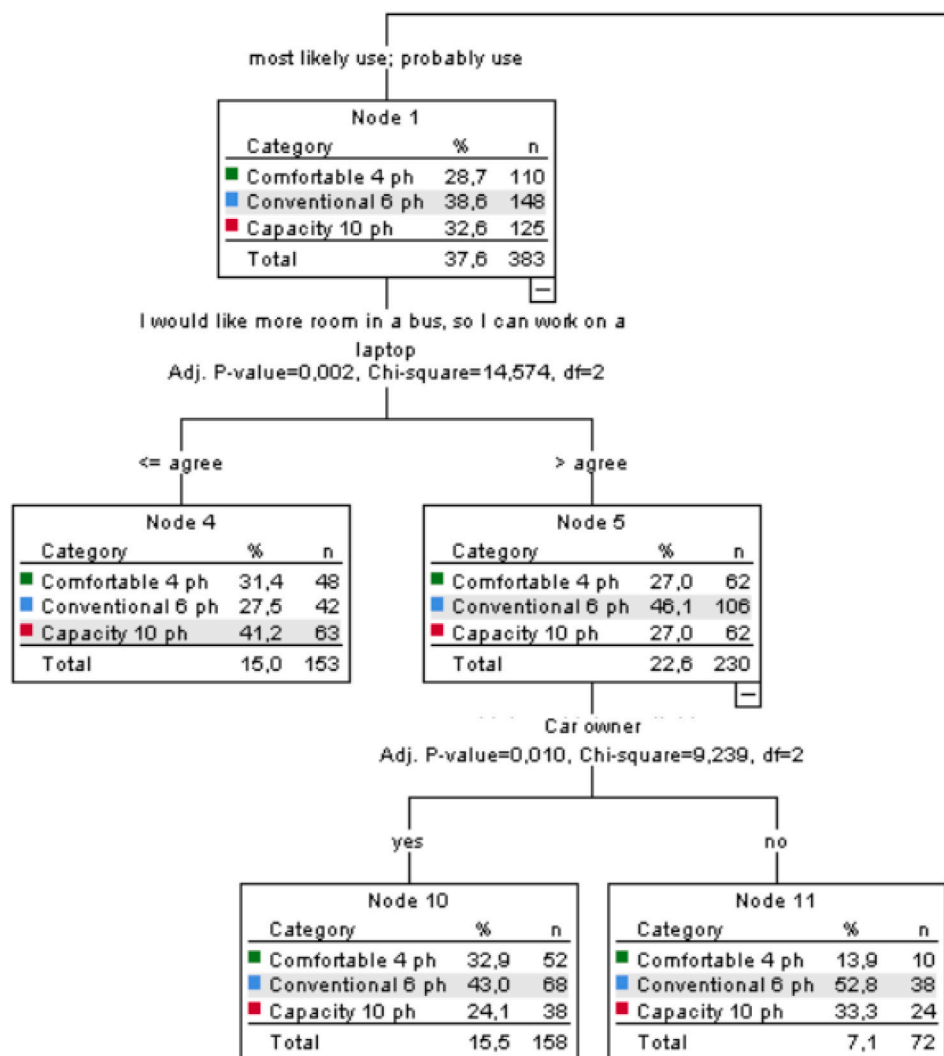 most likely use; probably use
Node 1
Category % n
Comfortable 4 ph 28,7 110
Conventional 6 ph 38,6 148
Capacity 10 ph 32,6 125
Total 37,6 383
I would like more room in a bus, so I can work on a
laptop
Adj. P-value=0,002, Chi-square=14,574, df=2
<= agree
> agree
Node 4
Category % n
Comfortable 4 ph 31,4 48
Conventional 6 ph 27,5 42
Capacity 10 ph 41,2 63
Total 15,0 153
Node 5
Category % n
Comfortable 4 ph 27,0 62
Conventional 6 ph 46,1 106
Capacity 10 ph 27,0 62
Total 22,6 230
Car owner
Adj. P-value=0,010, Chi-square=9,239, df=2
yes
no
Node 10
Category % n
Comfortable 4 ph 32,9 52
Conventional 6 ph 43,0 68
Capacity 10 ph 24,1 38
Total 15,5 158
Node 11
Category % n
Comfortable 4 ph 13,9 10
Conventional 6 ph 52,8 38
Capacity 10 ph 33,3 24
Total 7,1 72